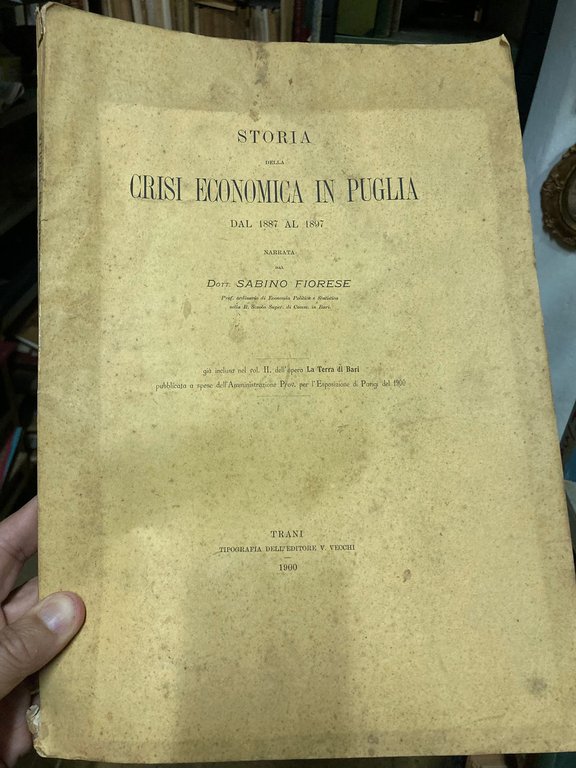 STORIA
DELLA
CRISI ECONOMICA IN PUGLIA
DAL 1887 AL 1897
NARRATA
DAL
DOTT. SABINO FIORESE
Prof. ordinario di Economia Politica e Statistica
nella R. Scuola Super. di Comm. in Bari.
già inclusa nel vol. II. dell'opera La Terra di Bari
pubblicata a spese dell'Amministrazione Prov. per l'Esposizione di Parigi del 1900
TRANI
TIPOGRAFIA DELL'EDITORE V. VECCHI
1900